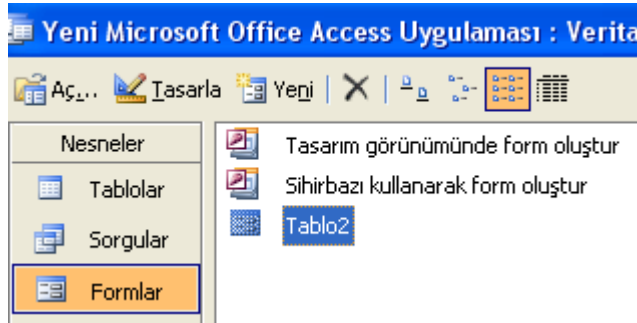 Yeni Microsoft Office Access Uygulaması : Verita
Aç... Tasarla Yeni
Nesneler
Tablolar
Sorgular
Formlar
Tasarım görünümünde form oluştur
Sihirbazı kullanarak form oluştur
Tablo2